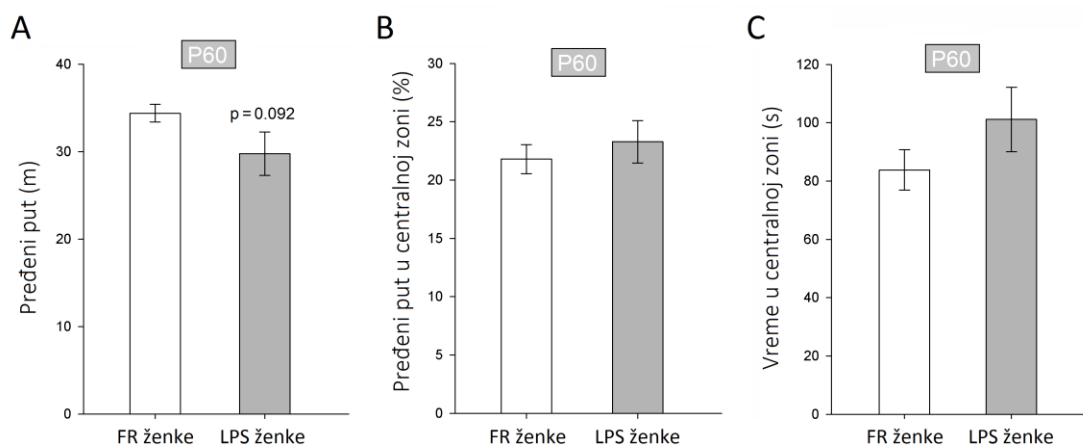 A
P60
Pređeni put (m)
40
30
20
10
0
p = 0.092
FR ženke
LPS ženke
B
P60
Pređeni put u centralnoj zoni (%)
30
25
20
15
10
5
0
FR ženke
LPS ženke
C
P60
Vreme u centralnoj zoni (s)
120
100
80
60
40
20
0
FR ženke
LPS ženke